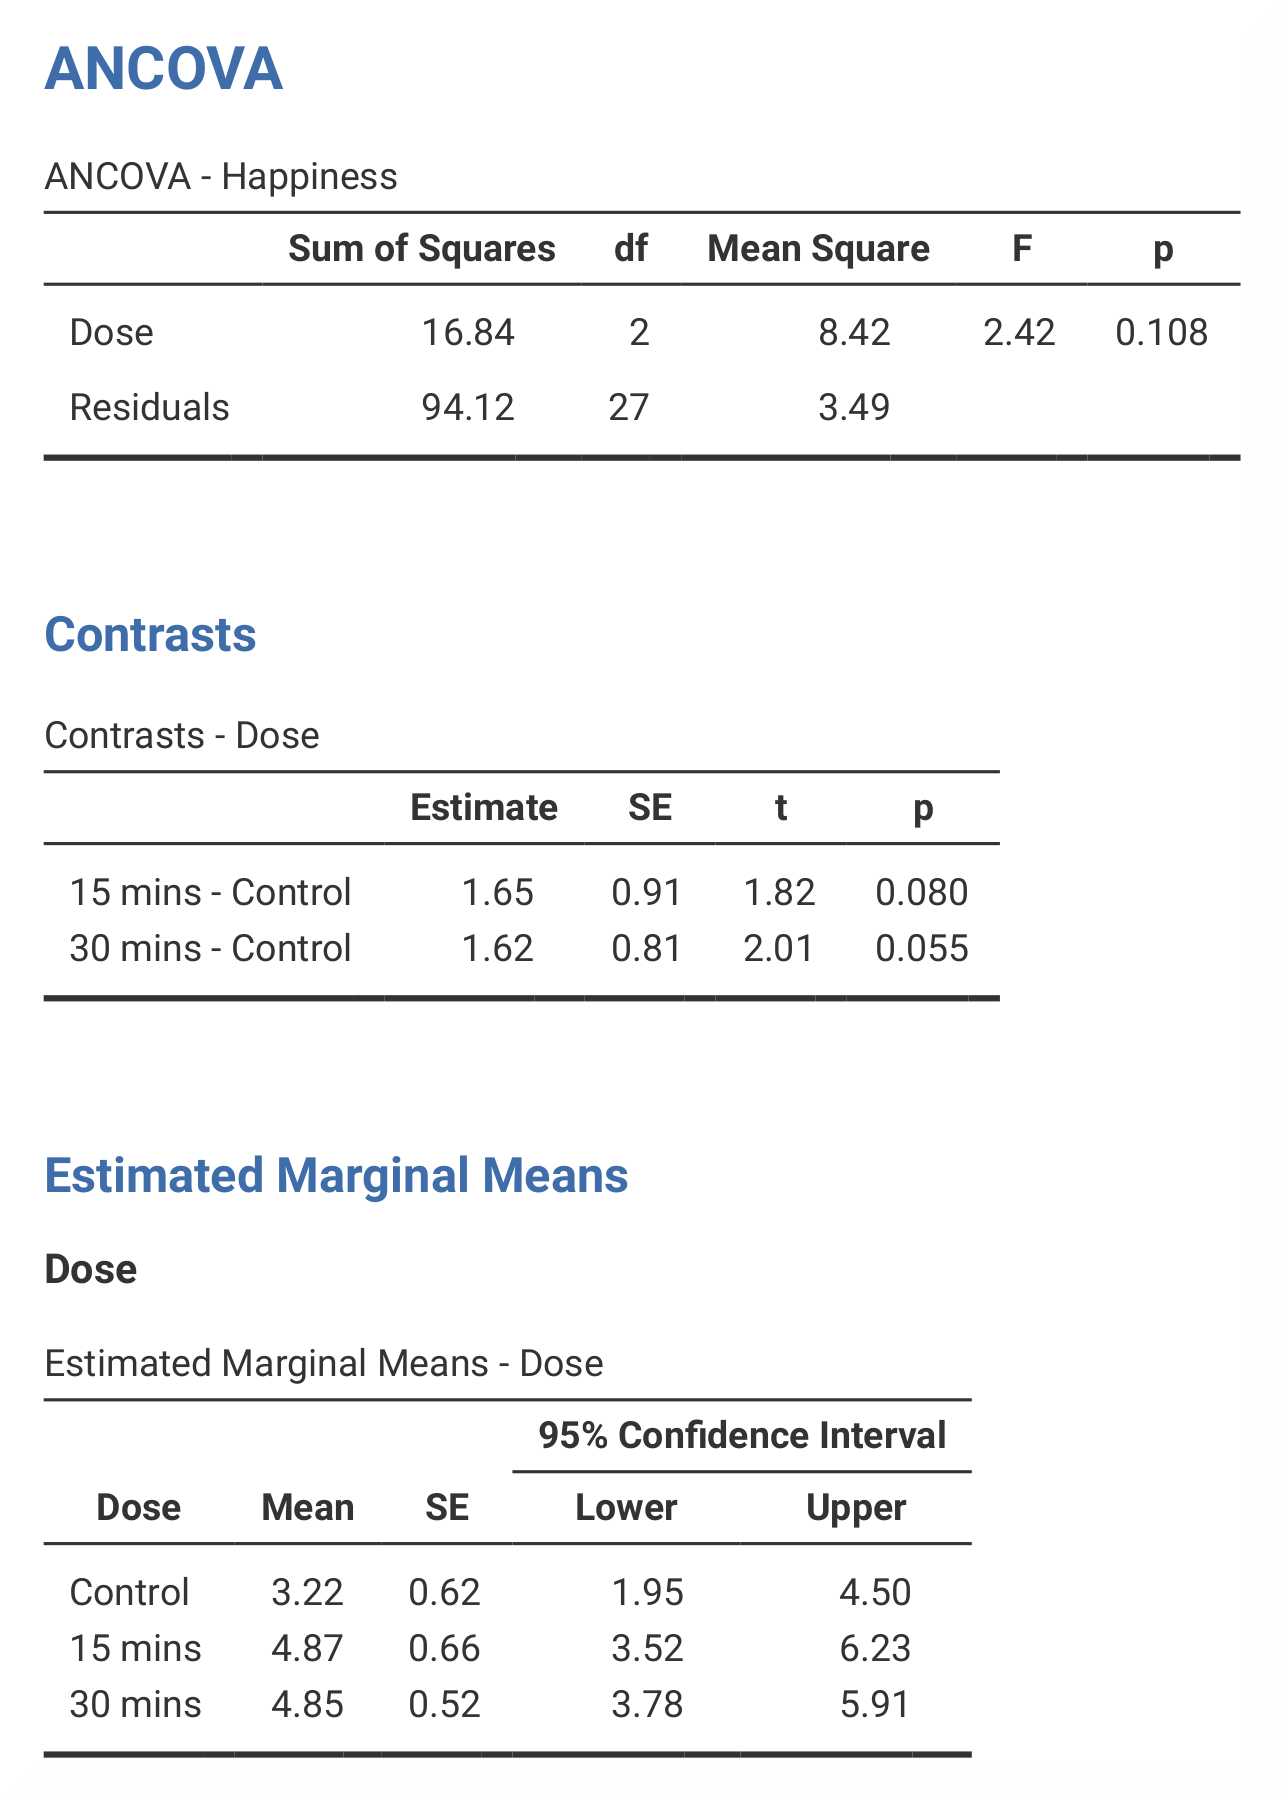 ANCOVA
ANCOVA - Happiness
Sum of Squares df Mean Square F p
Dose 16.84 2 8.42 2.42 0.108
Residuals 94.12 27 3.49
Contrasts
Contrasts - Dose
Estimate SE t p
15 mins - Control 1.65 0.91 1.82 0.080
30 mins - Control 1.62 0.81 2.01 0.055
Estimated Marginal Means
Dose
Estimated Marginal Means - Dose
95% Confidence Interval
Dose Mean SE Lower Upper
Control 3.22 0.62 1.95 4.50
15 mins 4.87 0.66 3.52 6.23
30 mins 4.85 0.52 3.78 5.91